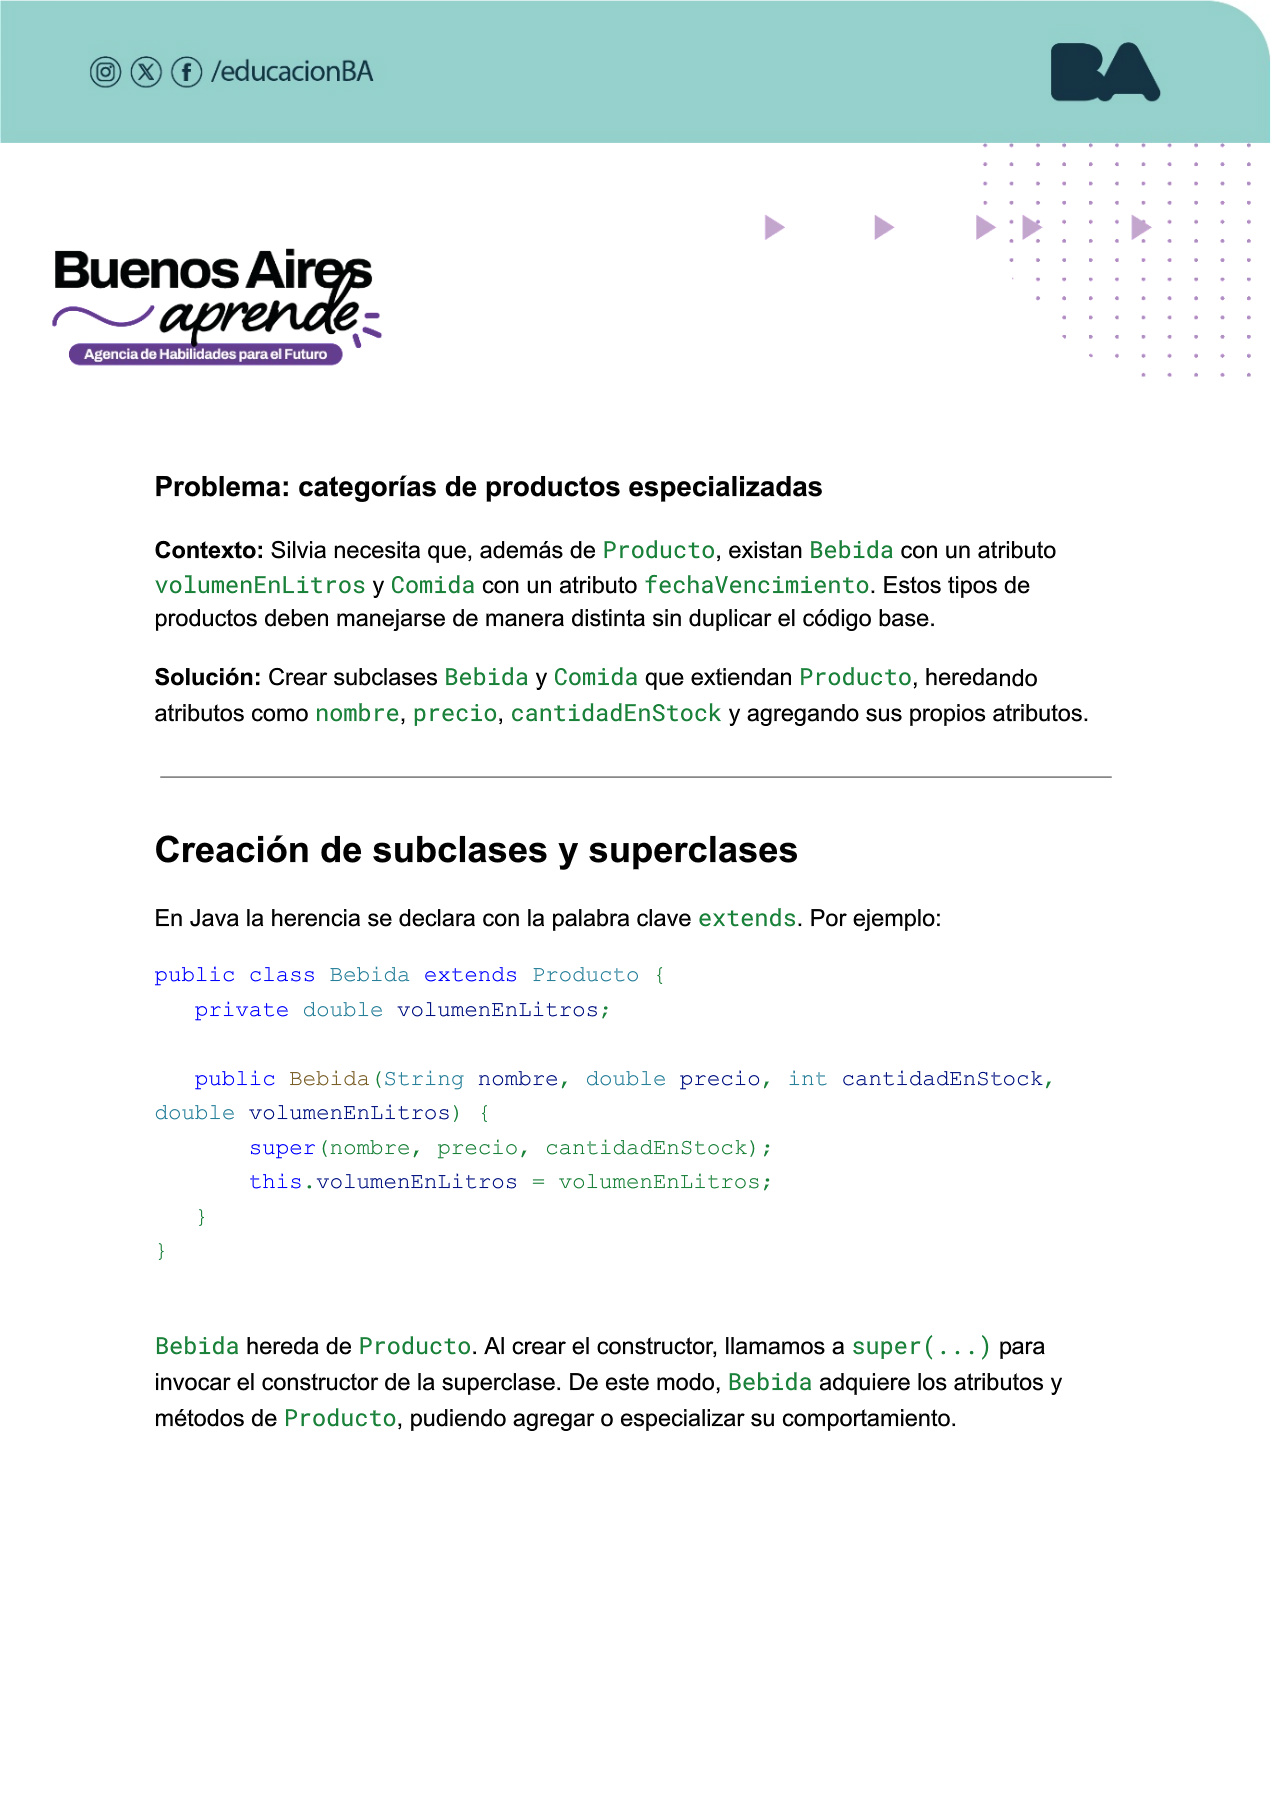 /educacionBA
BA
Buenos Aires
aprende
Agencia de Habilidades para el Futuro
Problema: categorías de productos especializadas
Contexto: Silvia necesita que, además de Producto, existan Bebida con un atributo
volumenEnLitros y Comida con un atributo fechaVencimiento. Estos tipos de
productos deben manejarse de manera distinta sin duplicar el código base.
Solución: Crear subclases Bebida y Comida que extiendan Producto, heredando
atributos como nombre, precio, cantidadEnStock y agregando sus propios atributos.
Creación de subclases y superclases
En Java la herencia se declara con la palabra clave extends. Por ejemplo:
public class Bebida extends Producto {
   private double volumenEnLitros;
   public Bebida(String nombre, double precio, int cantidadEnStock,
double volumenEnLitros) {
       super(nombre, precio, cantidadEnStock);
       this.volumenEnLitros = volumenEnLitros;
   }
}
Bebida hereda de Producto. Al crear el constructor, llamamos a super(...) para
invocar el constructor de la superclase. De este modo, Bebida adquiere los atributos y
métodos de Producto, pudiendo agregar o especializar su comportamiento.